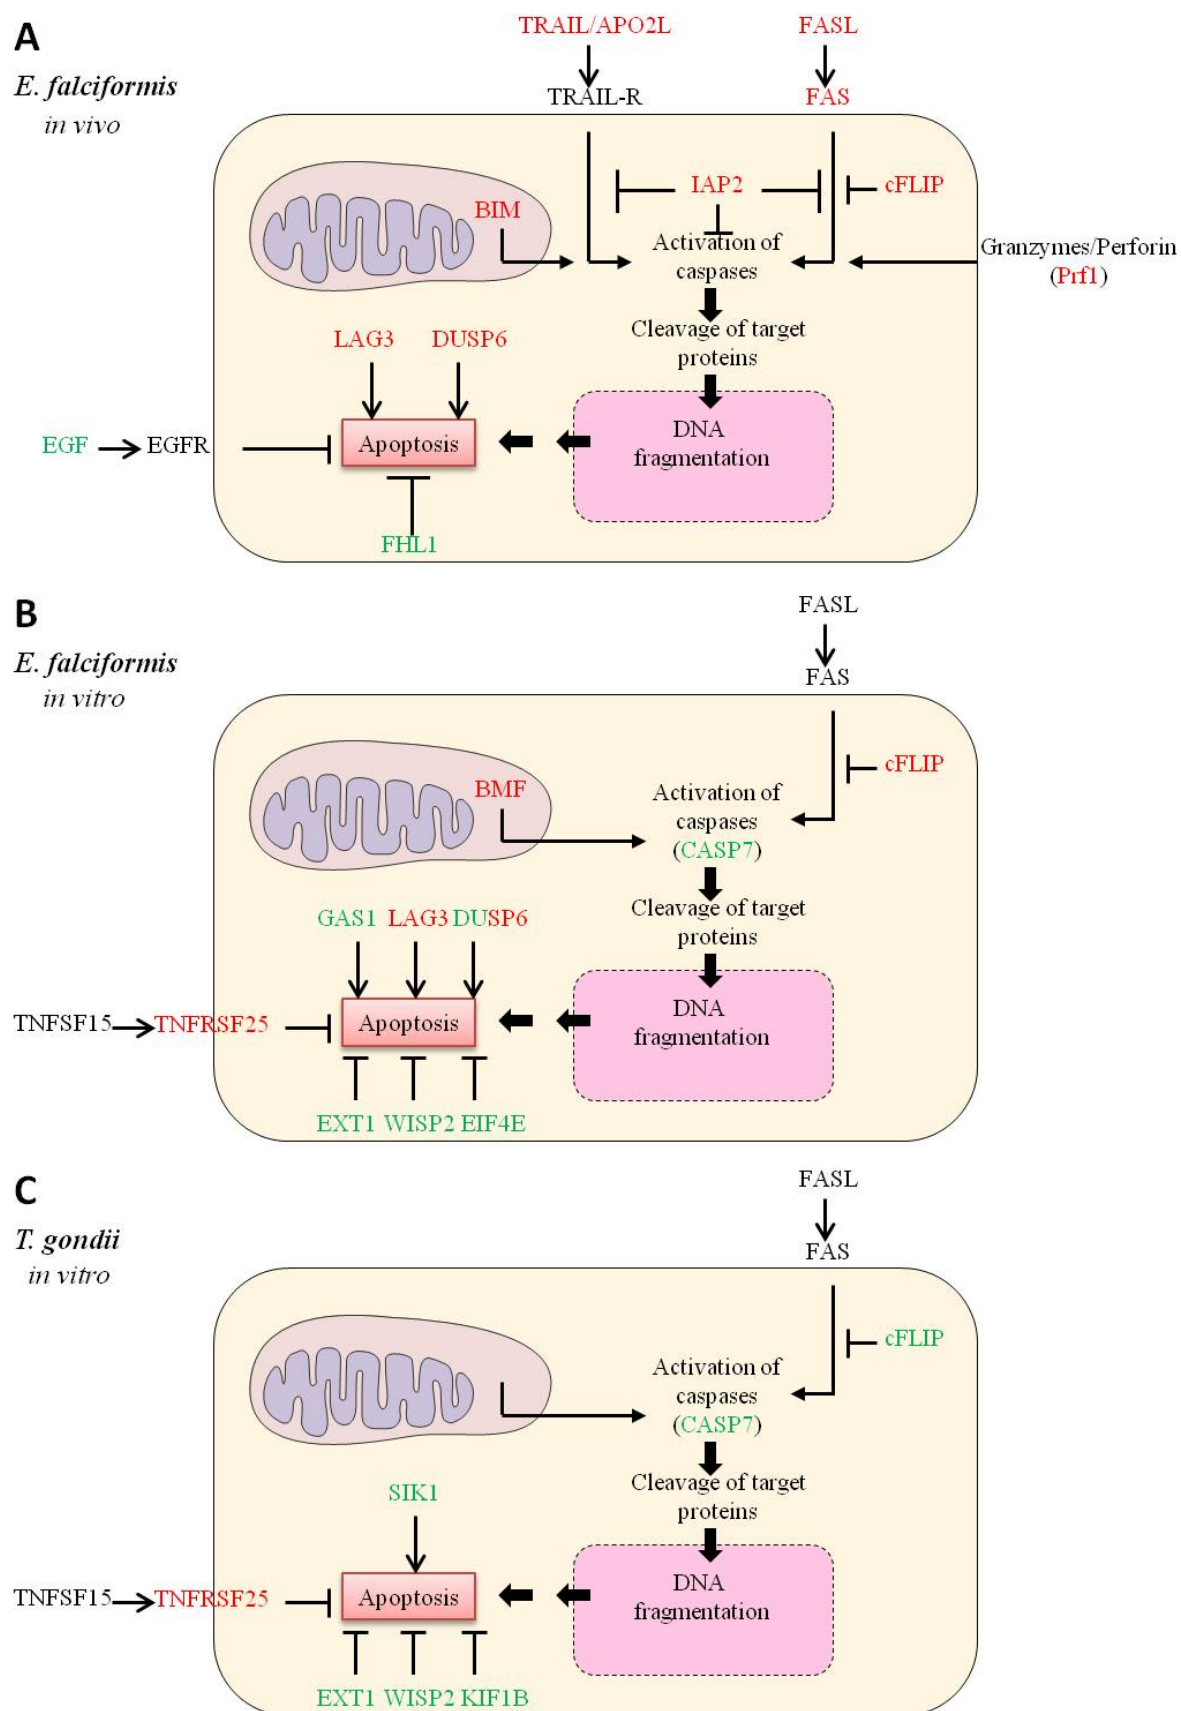 A
E. falciformis
in vivo
TRAIL/APO2L
FASL
TRAIL-R
FAS
BIM
IAP2
cFLIP
Activation of
caspases
Granzymes/Perforin
(Prf1)
Cleavage of target
proteins
LAG3
DUSP6
EGF
EGFR
Apoptosis
DNA
fragmentation
FHL1
B
E. falciformis
in vitro
FASL
FAS
BMF
cFLIP
Activation of
caspases
(CASP7)
Cleavage of target
proteins
GAS1 LAG3 DUSP6
TNFSF15
TNFRSF25
Apoptosis
DNA
fragmentation
EXT1 WISP2 EIF4E
C
T. gondii
in vitro
FASL
FAS
cFLIP
Activation of
caspases
(CASP7)
Cleavage of target
proteins
SIK1
TNFSF15
TNFRSF25
Apoptosis
DNA
fragmentation
EXT1 WISP2 KIF1B